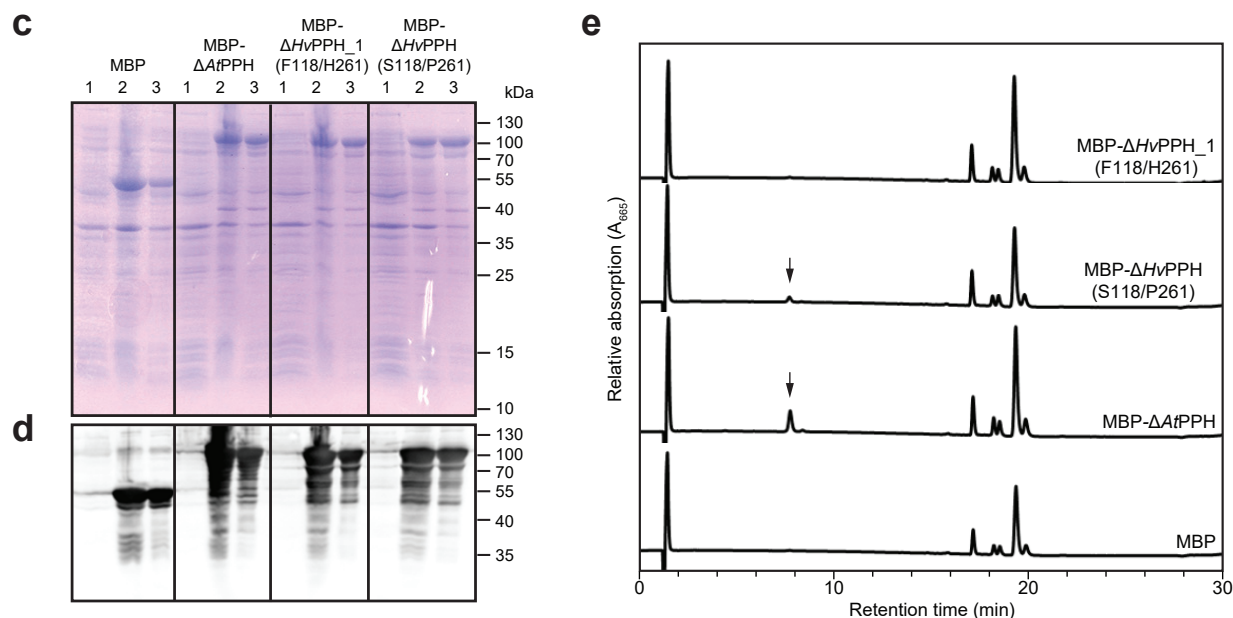 c
MBP
MBP-
ΔAtPPH
MBP-
ΔHvPPH_1
(F118/H261)
MBP-
ΔHvPPH
(S118/P261)
1 2 3 1 2 3 1 2 3 1 2 3
kDa
130
100
70
55
40
35
25
15
10
d
130
100
70
55
40
35
e
Relative absorption (A665)
MBP-ΔHvPPH_1
(F118/H261)
MBP-ΔHvPPH
(S118/P261)
MBP-ΔAtPPH
MBP
0 10 20 30
Retention time (min)